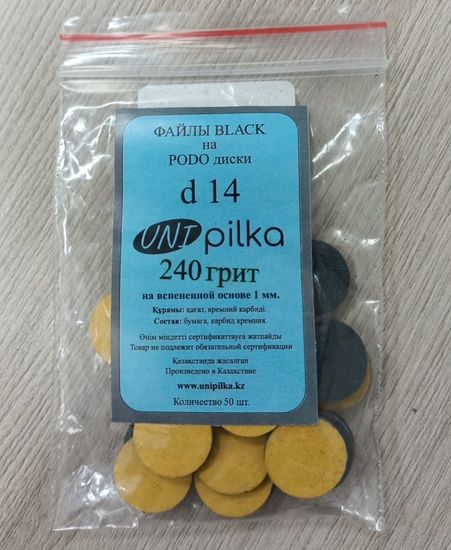 ФАЙЛЫ BLACK
на
PODO диски
d 14
UNI pilka
240 грит
на вспененной основе 1 мм.
Құрамы: қағаз, кремний карбиді.
Состав: бумага, карбид кремния.
Өнім міндетті сертификаттауға жатпайды
Товар не подлежит обязательной сертификации
Қазақстанда жасалған
Произведено в Казахстане
www.unipilka.kz
Количество 50 шт.